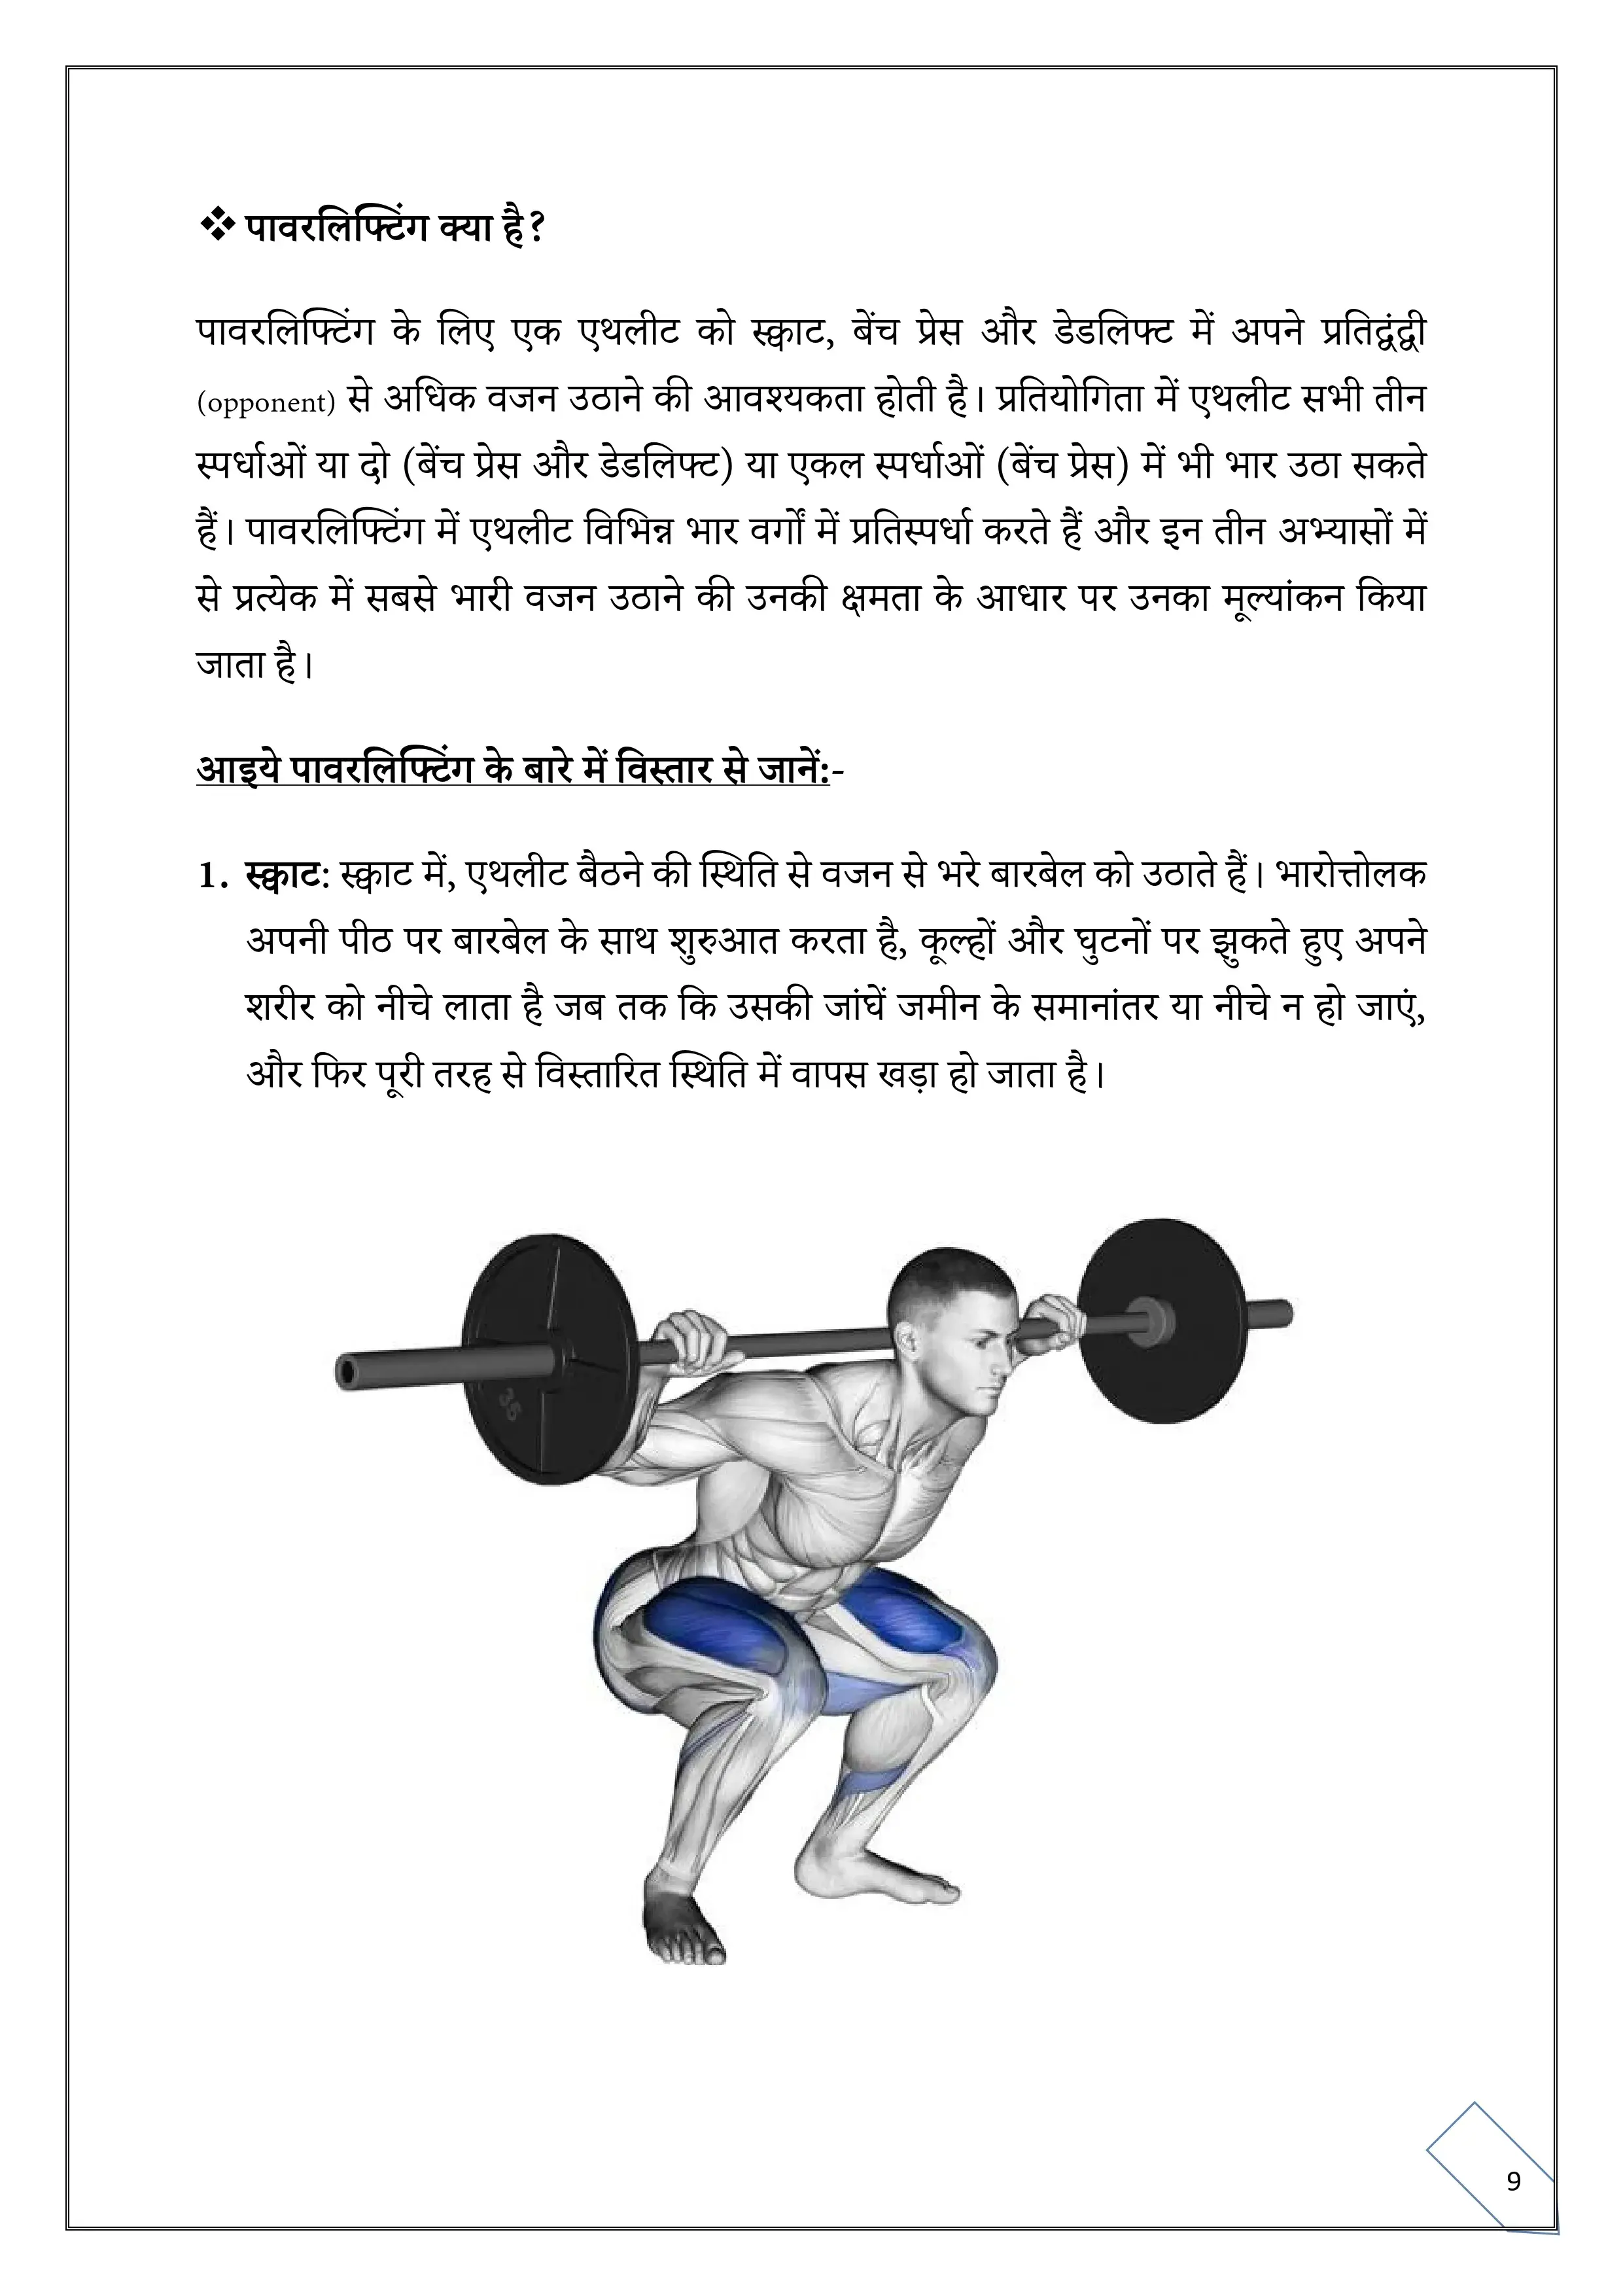 ❖ पावरलिफ्टिंग क्या है?
पावरलिफ्टिंग के लिए एक एथलीट को स्क्वाट, बेंच प्रेस और डेडलिफ्ट में अपने प्रतिद्वंद्वी
(opponent) से अधिक वजन उठाने की आवश्यकता होती है। प्रतियोगिता में एथलीट सभी तीन
स्पर्धाओं या दो (बेंच प्रेस और डेडलिफ्ट) या एकल स्पर्धाओं (बेंच प्रेस) में भी भार उठा सकते
हैं। पावरलिफ्टिंग में एथलीट विभिन्न भार वर्गों में प्रतिस्पर्धा करते हैं और इन तीन अभ्यासों में
से प्रत्येक में सबसे भारी वजन उठाने की उनकी क्षमता के आधार पर उनका मूल्यांकन किया
जाता है।
आइये पावरलिफ्टिंग के बारे में विस्तार से जानें:-
1. स्क्वाट: स्क्वाट में, एथलीट बैठने की स्थिति से वजन से भरे बारबेल को उठाते हैं। भारोत्तोलक
अपनी पीठ पर बारबेल के साथ शुरुआत करता है, कूल्हों और घुटनों पर झुकते हुए अपने
शरीर को नीचे लाता है जब तक कि उसकी जांघें जमीन के समानांतर या नीचे न हो जाएं,
और फिर पूरी तरह से विस्तारित स्थिति में वापस खड़ा हो जाता है।
35
9